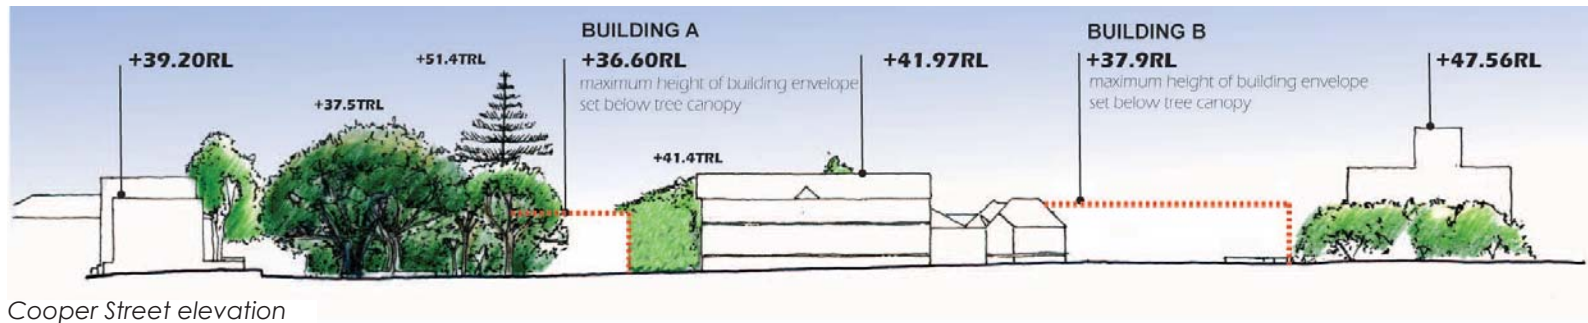 BUILDING A
BUILDING B
+39.20RL
+51.4TRL
+36.60RL
+41.97RL
+37.9RL
+47.56RL
maximum height of building envelope
set below tree canopy
maximum height of building envelope
set below tree canopy
+37.5TRL
+41.4TRL
Cooper Street elevation